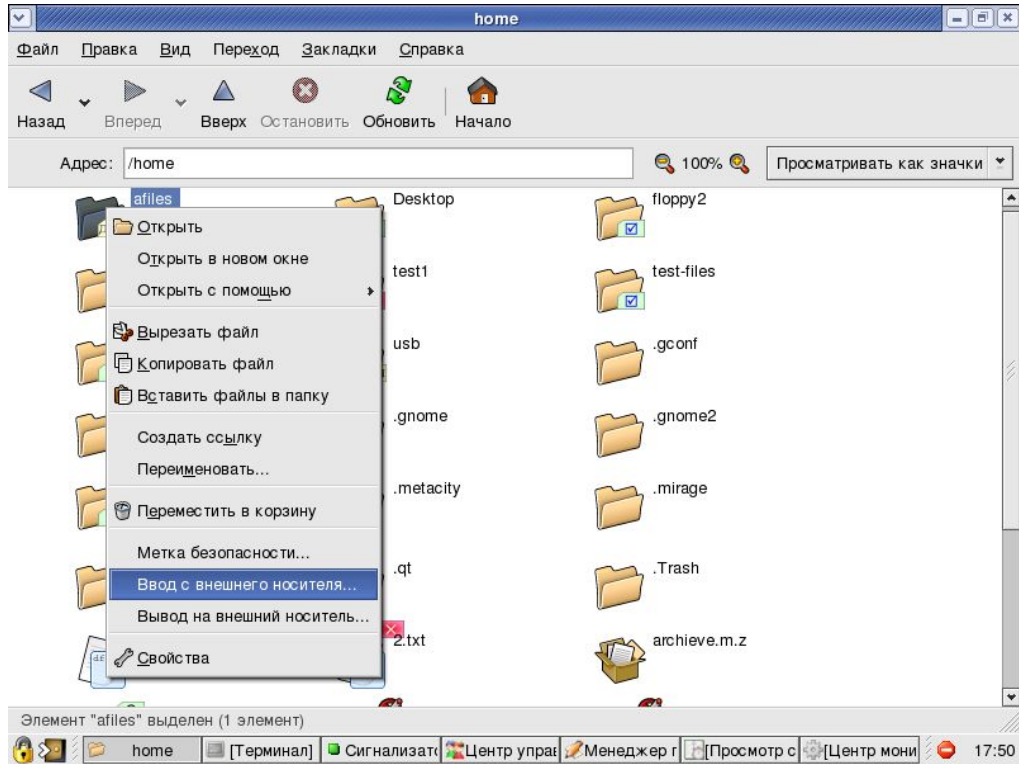 home
Файл Правка Вид Переход Закладки Справка
Назад Вперед Вверх Остановить Обновить Начало
Адрес: /home 100% Просматривать как значки
afiles Desktop floppy2
Открыть
Открыть в новом окне
test1 test-files
Открыть с помощью
Вырезать файл
usb .gconf
Копировать файл
Вставить файлы в папку
.gnome .gnome2
Создать ссылку
Переименовать...
.metacity .mirage
Переместить в корзину
Метка безопасности...
.qt .Trash
Ввод с внешнего носителя...
Вывод на внешний носитель...
2.txt archieve.m.z
Свойства
Элемент "afiles" выделен (1 элемент)
home [Терминал] Сигнализато Центр управ Менеджер г [Просмотр с [Центр мони 17:50